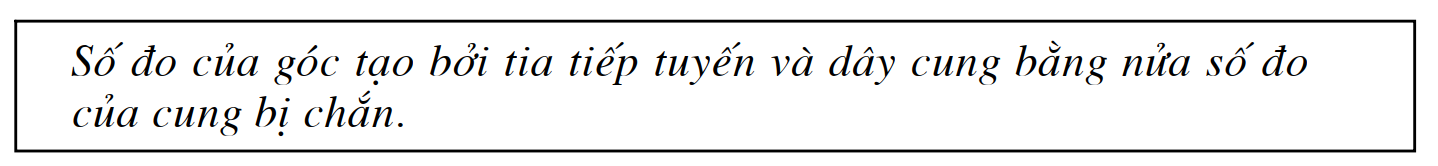 Số đo của góc tạo bởi tia tiếp tuyến và dây cung bằng nửa số đo
của cung bị chắn.